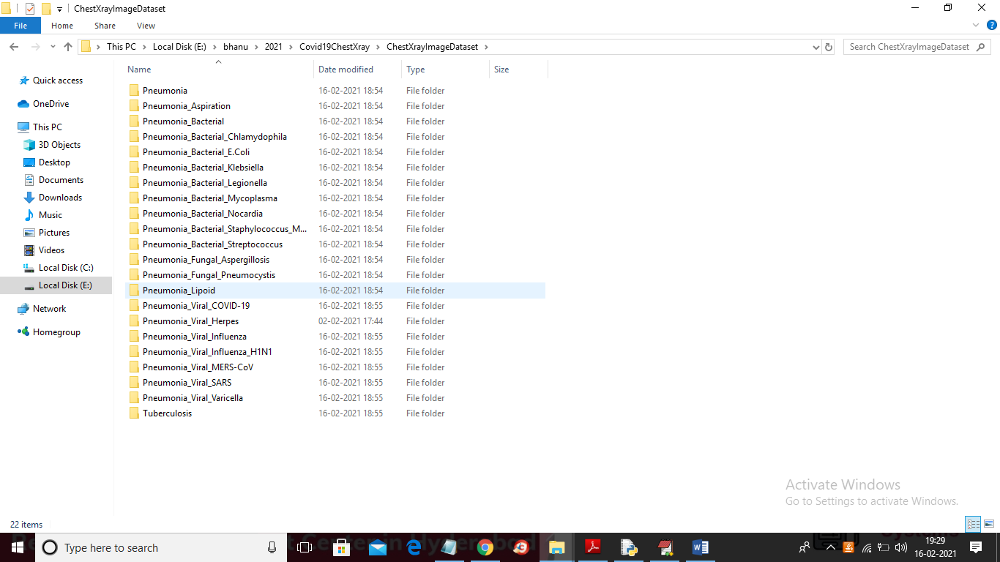 ChestXrayImageDataset
File Home Share View
This PC Local Disk (E:) bhanu 2021 Covid19ChestXray ChestXrayImageDataset
Search ChestXrayImageDataset
Quick access
OneDrive
This PC
3D Objects
Desktop
Documents
Downloads
Music
Pictures
Videos
Local Disk (C:)
Local Disk (E:)
Network
Homegroup
Name Date modified Type Size
Pneumonia 16-02-2021 18:54 File folder
Pneumonia_Aspiration 16-02-2021 18:54 File folder
Pneumonia_Bacterial 16-02-2021 18:54 File folder
Pneumonia_Bacterial_Chlamydophila 16-02-2021 18:54 File folder
Pneumonia_Bacterial_E.Coli 16-02-2021 18:54 File folder
Pneumonia_Bacterial_Klebsiella 16-02-2021 18:54 File folder
Pneumonia_Bacterial_Legionella 16-02-2021 18:54 File folder
Pneumonia_Bacterial_Mycoplasma 16-02-2021 18:54 File folder
Pneumonia_Bacterial_Nocardia 16-02-2021 18:54 File folder
Pneumonia_Bacterial_Staphylococcus_M... 16-02-2021 18:54 File folder
Pneumonia_Bacterial_Streptococcus 16-02-2021 18:54 File folder
Pneumonia_Fungal_Aspergillosis 16-02-2021 18:54 File folder
Pneumonia_Fungal_Pneumocystis 16-02-2021 18:54 File folder
Pneumonia_Lipoid 16-02-2021 18:54 File folder
Pneumonia_Viral_COVID-19 16-02-2021 18:55 File folder
Pneumonia_Viral_Herpes 02-02-2021 17:44 File folder
Pneumonia_Viral_Influenza 16-02-2021 18:55 File folder
Pneumonia_Viral_Influenza_H1N1 16-02-2021 18:55 File folder
Pneumonia_Viral_MERS-CoV 16-02-2021 18:55 File folder
Pneumonia_Viral_SARS 16-02-2021 18:55 File folder
Pneumonia_Viral_Varicella 16-02-2021 18:55 File folder
Tuberculosis 16-02-2021 18:55 File folder
Activate Windows
Go to Settings to activate Windows.
22 items
Type here to search
19:29
16-02-2021